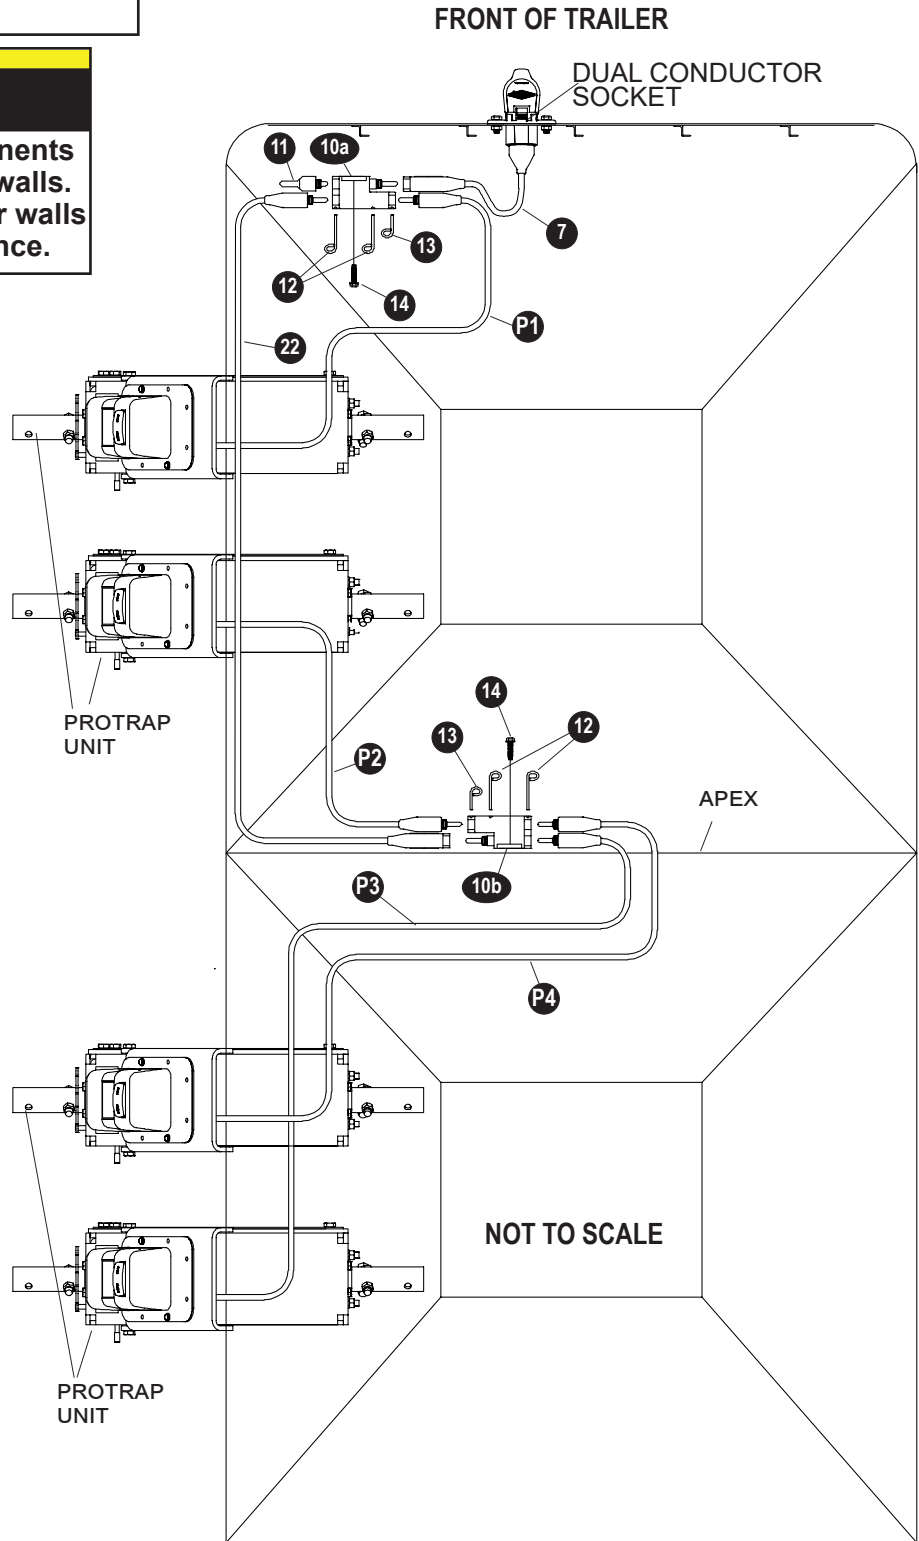 FRONT OF TRAILER
DUAL CONDUCTOR
SOCKET
nents
walls.
r walls
nce.
11
10a
7
13
12
14
P1
22
PROTRAP
UNIT
14
13
12
P2
APEX
10b
P3
P4
NOT TO SCALE
PROTRAP
UNIT